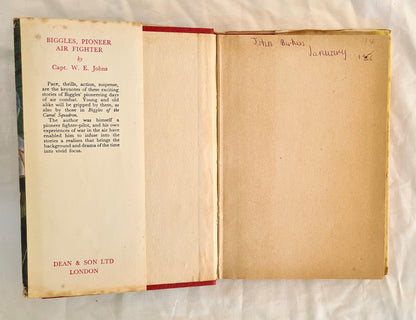 BIGGLES, PIONEER
AIR FIGHTER
by
Capt. W. E. Johns
Pace, thrills, action, suspense,
are the keynotes of these exciting
stories of Biggles' pioneering days
of air combat. Young and old
alike will be gripped by them, as
also by those in Biggles of the
Camel Squadron.
The author was himself a
pioneer fighter-pilot, and his own
experiences of war in the air have
enabled him to infuse into the
stories a realism that brings the
background and drama of the time
into vivid focus.
DEAN & SON LTD
LONDON
John
January